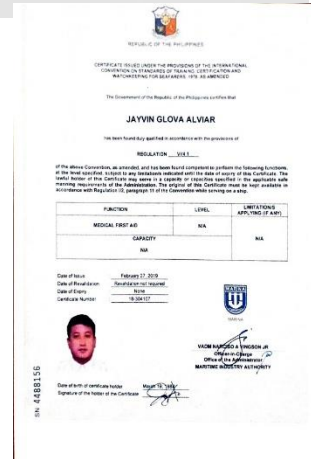 REPUBLIC OF THE PHILIPPINES
CERTIFICATE ISSUED UNDER THE PROVISIONS OF THE INTERNATIONAL
CONVENTION ON STANDARDS OF TRAINING, CERTIFICATION AND
WATCHKEEPING FOR SEAFARERS, 1978, AS AMENDED
The Government of the Republic of the Philippines certifies that
JAYVIN GLOVA ALVIAR
has been found duly qualified in accordance with the provisions of
REGULATION
of the above Convention, as amended, and has been found competent to perform the following functions,
at the level specified, subject to any limitations indicated until the date of expiry of this Certificate. The
lawful holder of this Certificate may serve in a capacity or capacities specified in the applicable safe
manning requirements of the Administration. The original of this Certificate must be kept available in
accordance with Regulation I/2, paragraph 11 of the Convention while serving on a ship.
FUNCTION LEVEL LIMITATIONS APPLYING (IF ANY)
MEDICAL FIRST AID N/A N/A
CAPACITY
N/A
Date of Issue February 27, 2019
Date of Revalidation Revalidation not required
Date of Expiry None
Certificate Number
MARINA
Officer-in-Charge
Office of the Administrator
MARITIME INDUSTRY AUTHORITY
Date of birth of certificate holder
Signature of the holder of the Certificate
SN 4488156